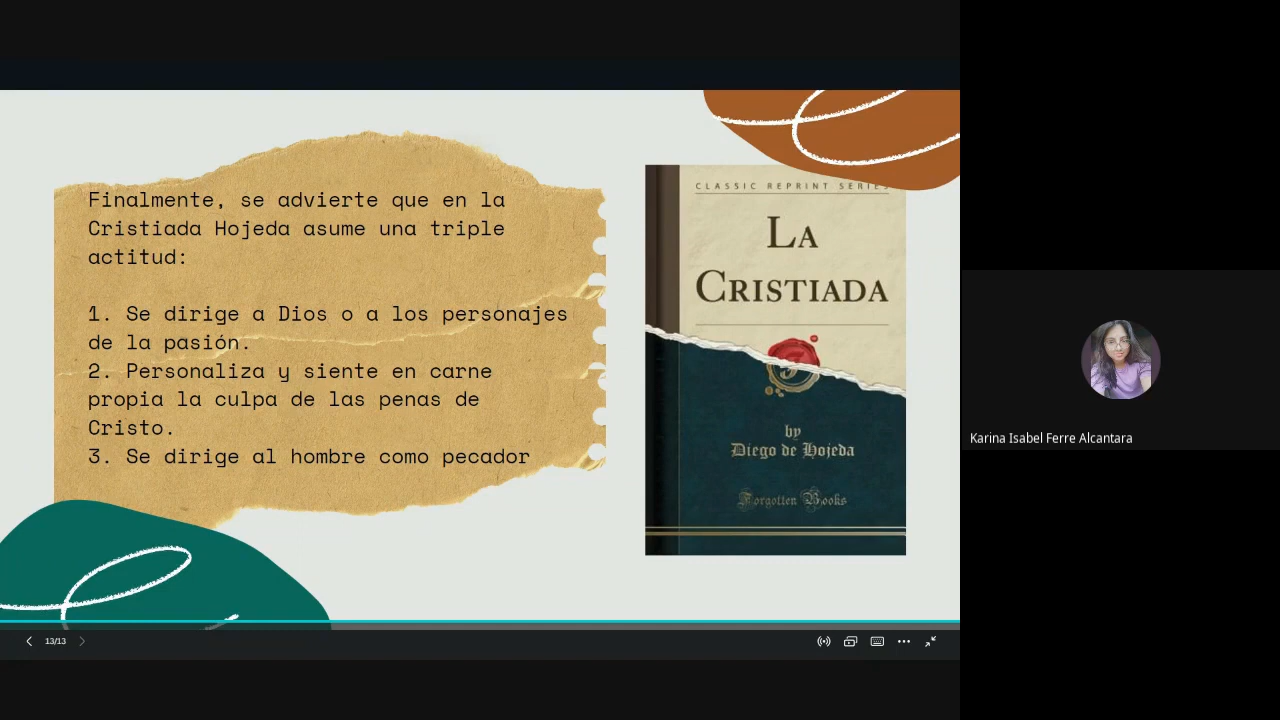 Finalmente, se advierte que en la
Cristiada Hojeda asume una triple
actitud:
1. Se dirige a Dios o a los personajes
de la pasión.
2. Personaliza y siente en carne
propia la culpa de las penas de
Cristo.
3. Se dirige al hombre como pecador
CLASSIC REPRINT SERIES
LA
CRISTIADA
by
Diego de Hojeda
Forgotten Books
Karina Isabel Ferre Alcantara
13/13